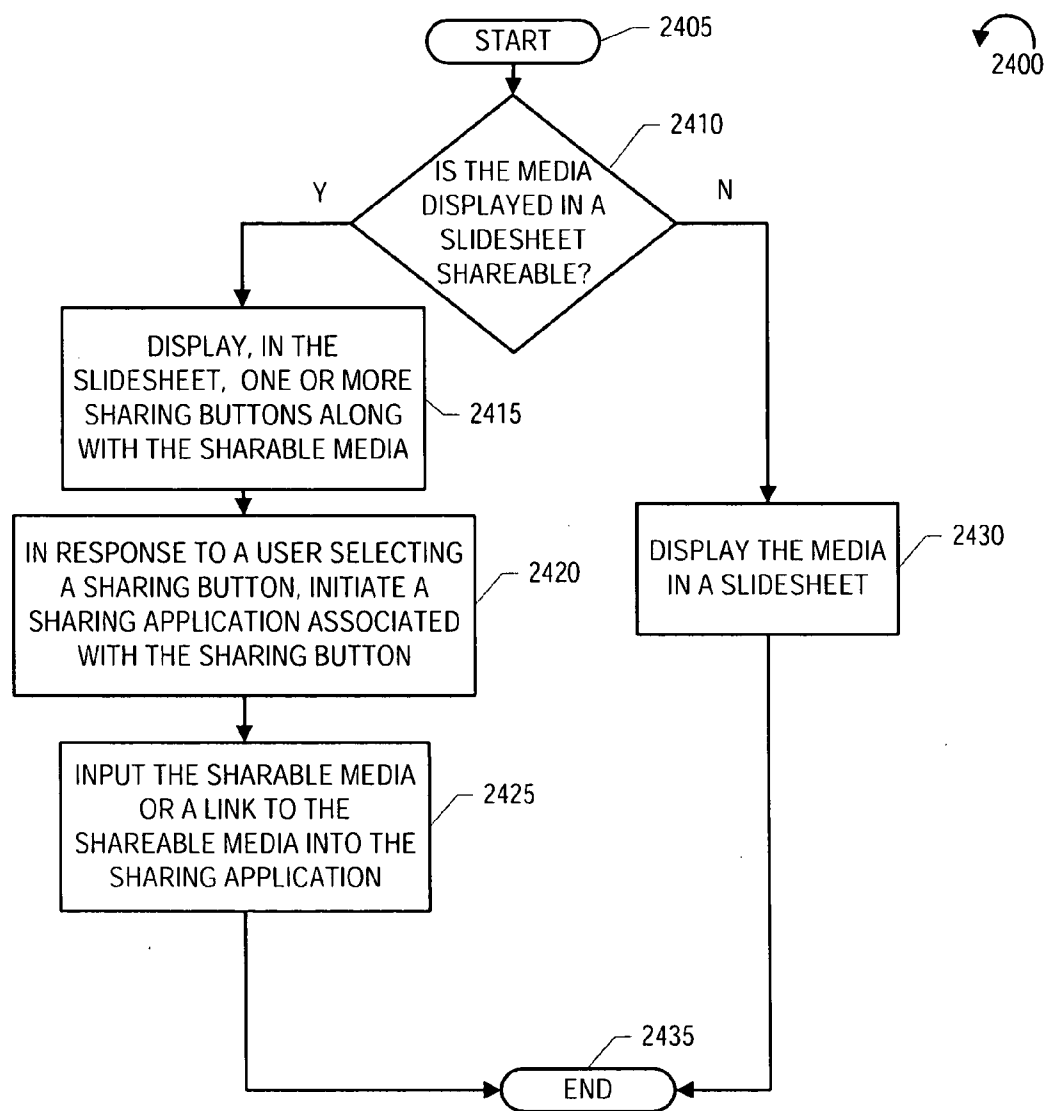 START
2405
2400
2410
IS THE MEDIA
DISPLAYED IN A
SLIDESHEET
SHAREABLE?
Y
N
DISPLAY, IN THE
SLIDESHEET, ONE OR MORE
SHARING BUTTONS ALONG
WITH THE SHARABLE MEDIA
2415
IN RESPONSE TO A USER SELECTING
A SHARING BUTTON, INITIATE A
SHARING APPLICATION ASSOCIATED
WITH THE SHARING BUTTON
2420
DISPLAY THE MEDIA
IN A SLIDESHEET
2430
INPUT THE SHARABLE MEDIA
OR A LINK TO THE
SHAREABLE MEDIA INTO THE
SHARING APPLICATION
2425
2435
END